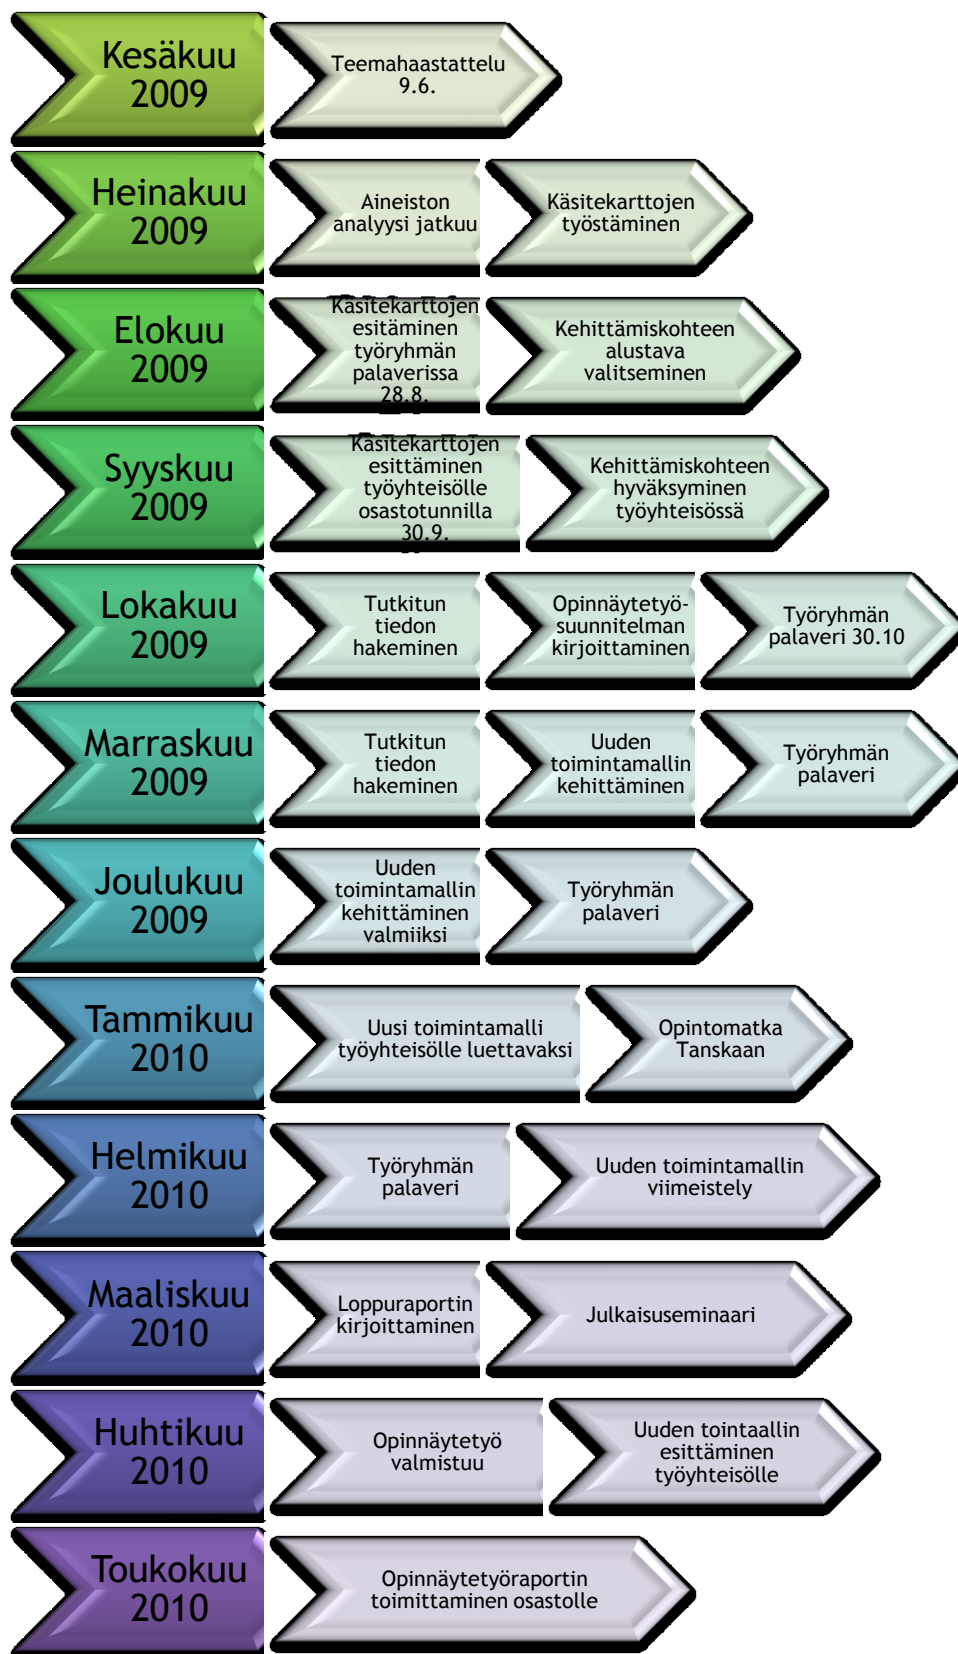 Kesäkuu
2009
Teemahaastattelu
9.6.
Heinakuu
2009
Aineiston
analyysi jatkuu
Käsitekarttojen
työstäminen
Elokuu
2009
Käsitekarttojen
esitäminen
työryhmän
palaverissa
28.8.
Kehittämiskohteen
alustava
valitseminen
Syyskuu
2009
Käsitekarttojen
esittäminen
työyhteisölle
osastotunnilla
30.9.
Kehittämiskohteen
hyväksyminen
työyhteisössä
Lokakuu
2009
Tutkitun
tiedon
hakeminen
Opinnäytetyö-
suunnitelman
kirjoittaminen
Työryhmän
palaveri 30.10
Marraskuu
2009
Tutkitun
tiedon
hakeminen
Uuden
toimintamallin
kehittäminen
Työryhmän
palaveri
Joulukuu
2009
Uuden
toimintamallin
kehittäminen
valmiiksi
Työryhmän
palaveri
Tammikuu
2010
Uusi toimintamalli
työyhteisölle luettavaksi
Opintomatka
Tanskaan
Helmikuu
2010
Työryhmän
palaveri
Uuden toimintamallin
viimeistely
Maaliskuu
2010
Loppuraportin
kirjoittaminen
Julkaisuseminaari
Huhtikuu
2010
Opinnäytetyö
valmistuu
Uuden tointaallin
esittäminen
työyhteisölle
Toukokuu
2010
Opinnäytetyöraportin
toimittaminen osastolle